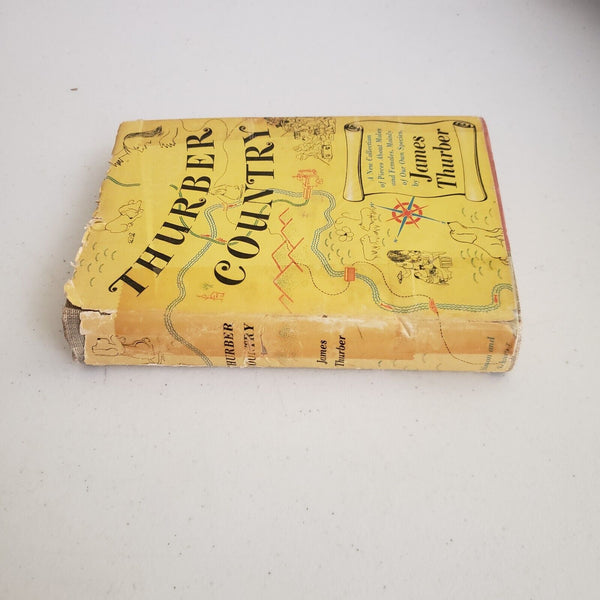 THURBER
COUNTRY
A New Collection
of Pieces About Males
and Females, Mainly
of Our Own Species,
by James
Thurber
THURBER
COUNTRY
James
Thurber
and